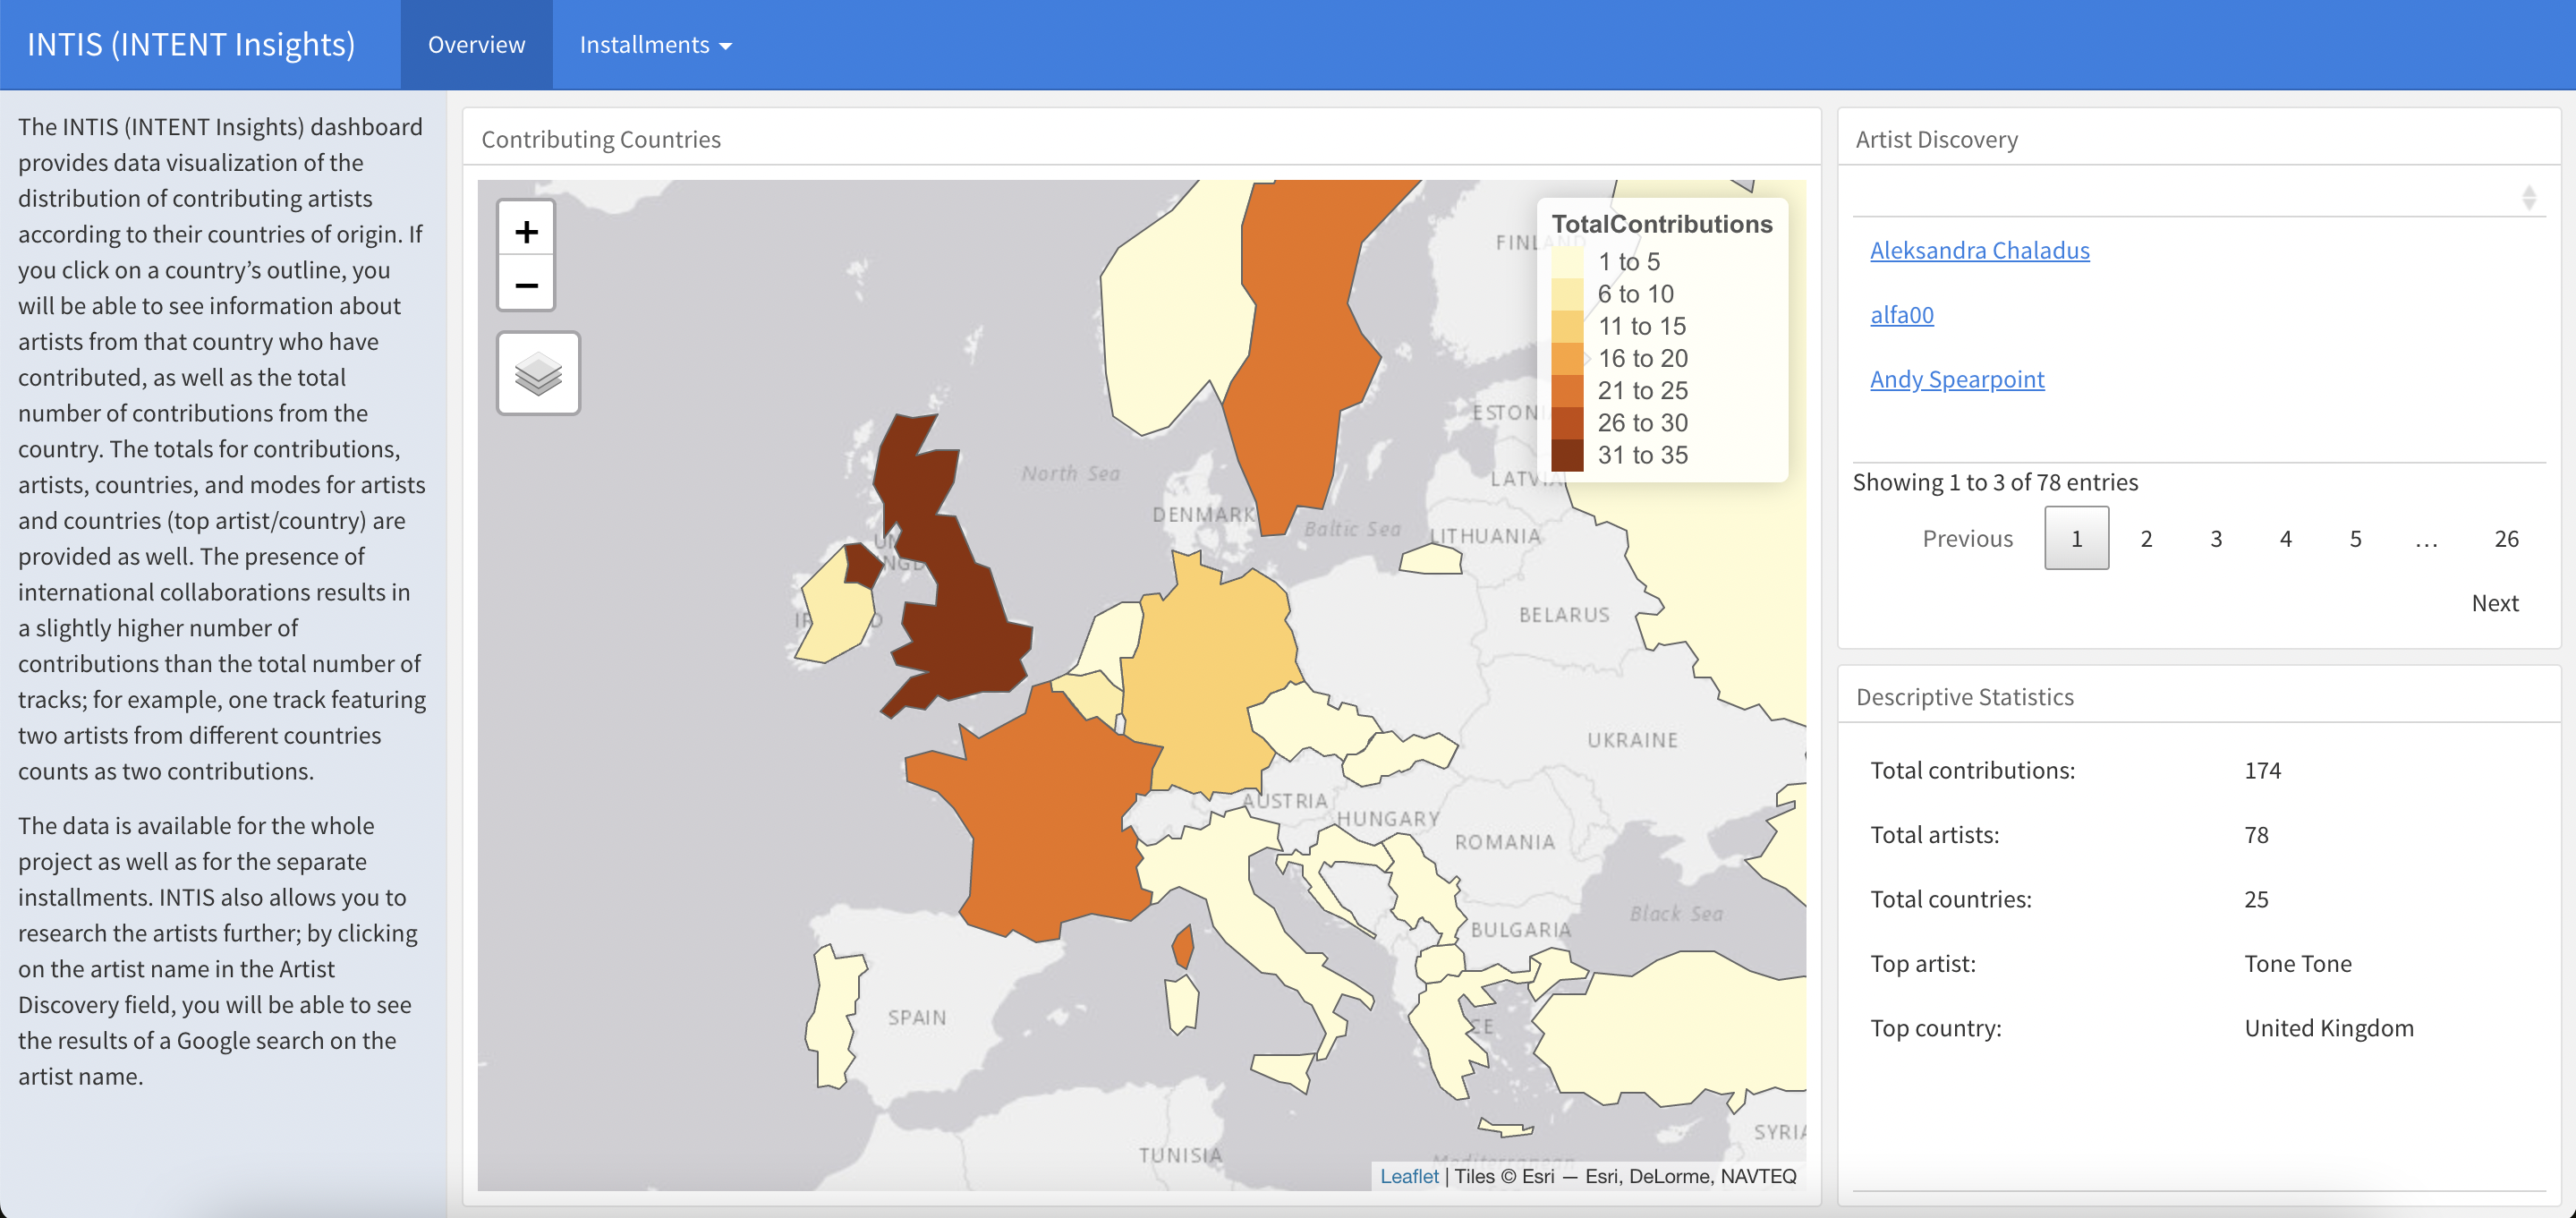 INTIS (INTENT Insights)
Overview
Installments
The INTIS (INTENT Insights) dashboard
provides data visualization of the
distribution of contributing artists
according to their countries of origin. If
you click on a country’s outline, you
will be able to see information about
artists from that country who have
contributed, as well as the total
number of contributions from the
country. The totals for contributions,
artists, countries, and modes for artists
and countries (top artist/country) are
provided as well. The presence of
international collaborations results in
a slightly higher number of
contributions than the total number of
tracks; for example, one track featuring
two artists from different countries
counts as two contributions.
The data is available for the whole
project as well as for the separate
installments. INTIS also allows you to
research the artists further; by clicking
on the artist name in the Artist
Discovery field, you will be able to see
the results of a Google search on the
artist name.
Contributing Countries
+
−
TotalContributions
1 to 5
6 to 10
11 to 15
16 to 20
21 to 25
26 to 30
31 to 35
FINLAND
North Sea
DENMARK
Baltic Sea
LATVIA
LITHUANIA
BELARUS
UKRAINE
AUSTRIA
HUNGARY
ROMANIA
Black Sea
BULGARIA
SPAIN
TUNISIA
Mediterranean
Leaflet | Tiles © Esri — Esri, DeLorme, NAVTEQ
Artist Discovery
Aleksandra Chaladus
alfa00
Andy Spearpoint
Showing 1 to 3 of 78 entries
Previous 1 2 3 4 5 … 26
Next
Descriptive Statistics
Total contributions: 174
Total artists: 78
Total countries: 25
Top artist: Tone Tone
Top country: United Kingdom